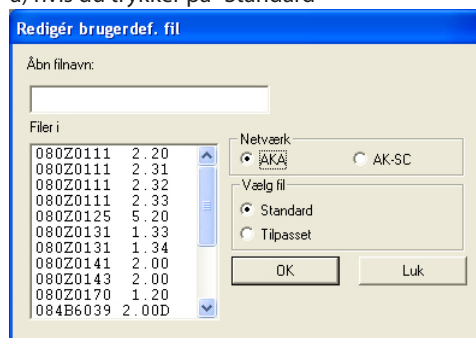 a) hvis du trykker på "Standard"
Redigér brugerdef. fil
Åbn filnavn:
Filer i
080Z0111 2.20
080Z0111 2.31
080Z0111 2.32
080Z0111 2.33
080Z0125 5.20
080Z0131 1.33
080Z0131 1.34
080Z0141 2.00
080Z0143 2.00
080Z0170 1.20
084B6039 2.00D
Netværk
AKA AK-SC
Vælg fil
Standard
Tilpasset
OK Luk